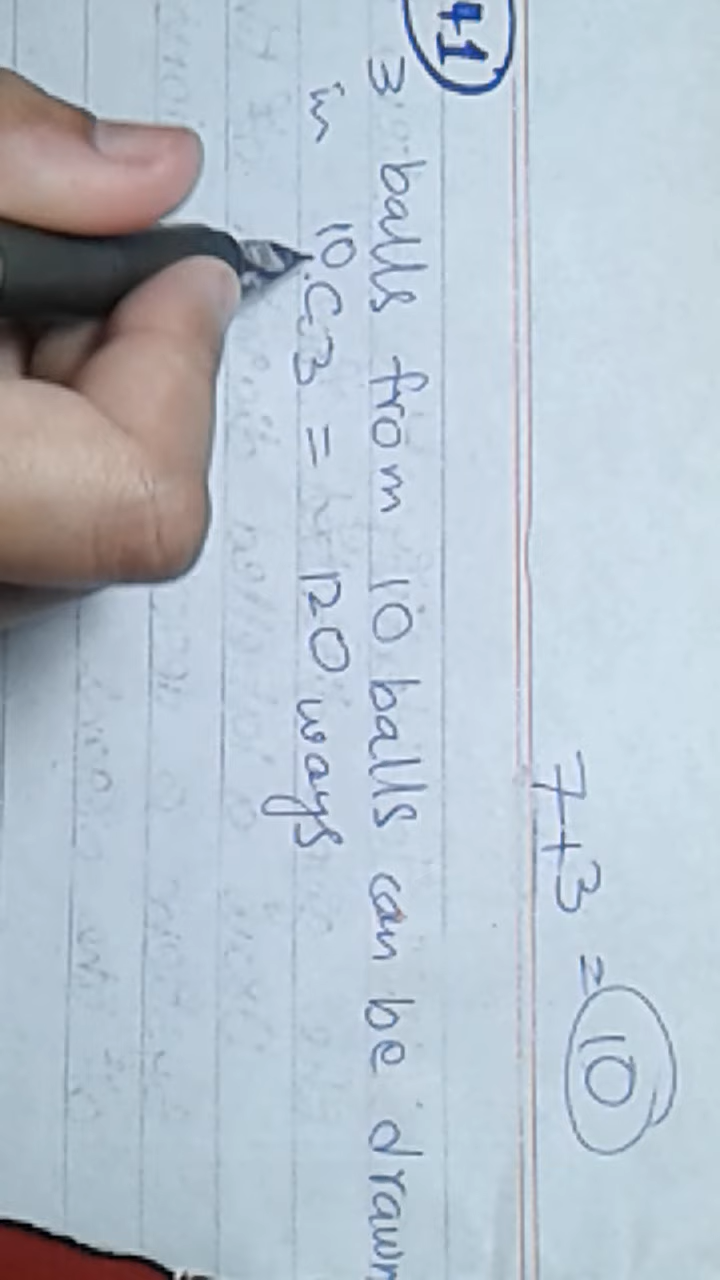 7+3 = 10
41
3 balls from 10 balls can be drawn
in 10C3 = 120 ways